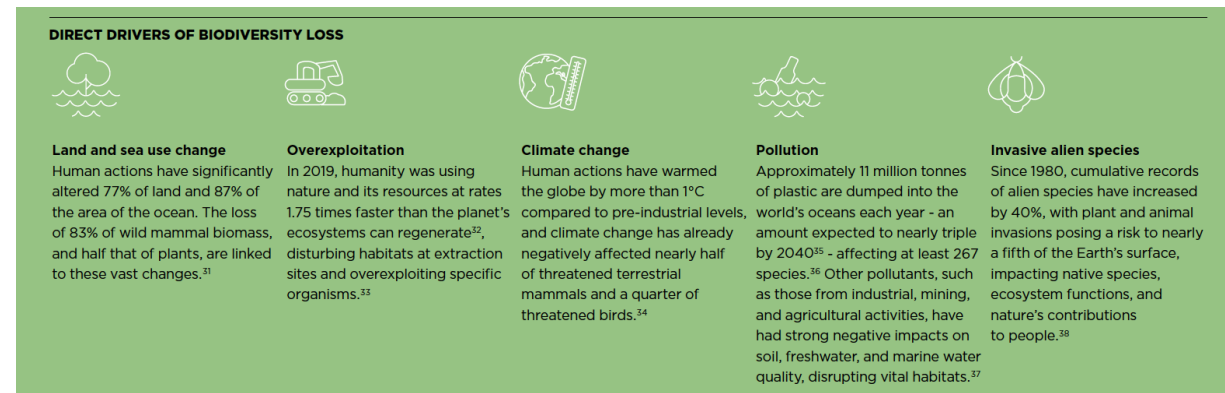 DIRECT DRIVERS OF BIODIVERSITY LOSS
Land and sea use change
Human actions have significantly
altered 77% of land and 87% of
the area of the ocean. The loss
of 83% of wild mammal biomass,
and half that of plants, are linked
to these vast changes.³¹
Overexploitation
In 2019, humanity was using
nature and its resources at rates
1.75 times faster than the planet’s
ecosystems can regenerate³²,
disturbing habitats at extraction
sites and overexploiting specific
organisms.³³
Climate change
Human actions have warmed
the globe by more than 1°C
compared to pre-industrial levels,
and climate change has already
negatively affected nearly half
of threatened terrestrial
mammals and a quarter of
threatened birds.³⁴
Pollution
Approximately 11 million tonnes
of plastic are dumped into the
world’s oceans each year - an
amount expected to nearly triple
by 2040³⁵ - affecting at least 267
species.³⁶ Other pollutants, such
as those from industrial, mining,
and agricultural activities, have
had strong negative impacts on
soil, freshwater, and marine water
quality, disrupting vital habitats.³⁷
Invasive alien species
Since 1980, cumulative records
of alien species have increased
by 40%, with plant and animal
invasions posing a risk to nearly
a fifth of the Earth’s surface,
impacting native species,
ecosystem functions, and
nature’s contributions
to people.³⁸